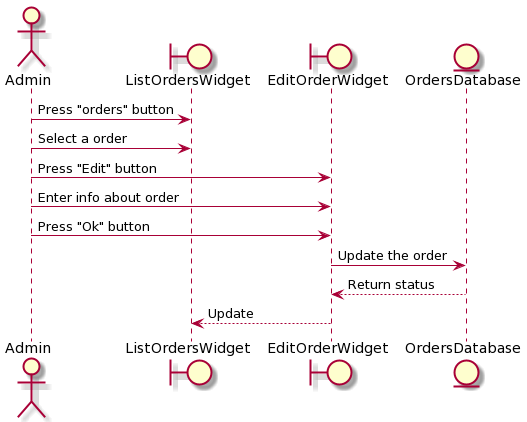 Admin
ListOrdersWidget
EditOrderWidget
OrdersDatabase
Press "orders" button
Select a order
Press "Edit" button
Enter info about order
Press "Ok" button
Update the order
Return status
Update
Admin
ListOrdersWidget
EditOrderWidget
OrdersDatabase